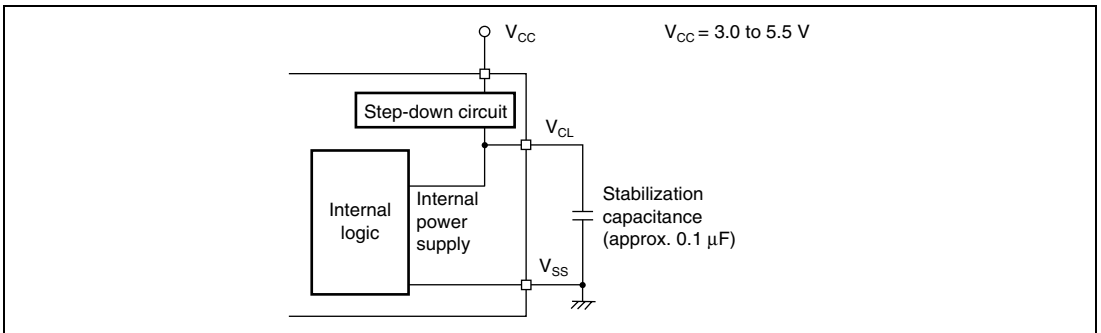 V_CC
V_CC = 3.0 to 5.5 V
Step-down circuit
V_CL
Internal
logic
Internal
power
supply
Stabilization
capacitance
(approx. 0.1 μF)
V_SS